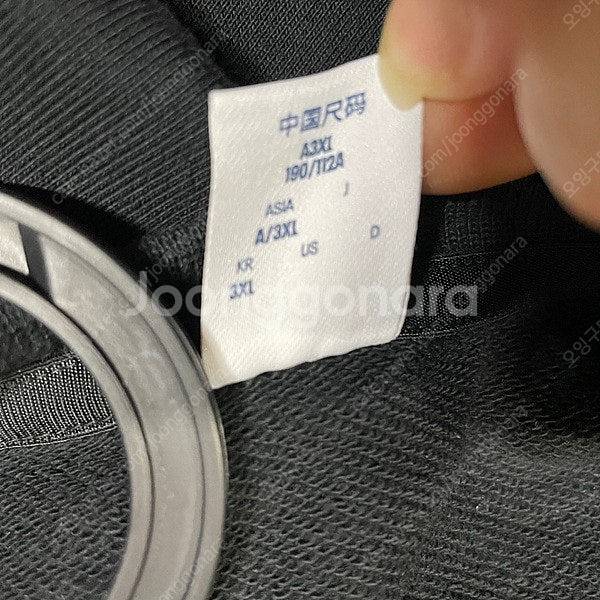 中国尺码
A3XL
190/112A
ASIA J
A/3XL
KR US D
3XL
Joonggonara